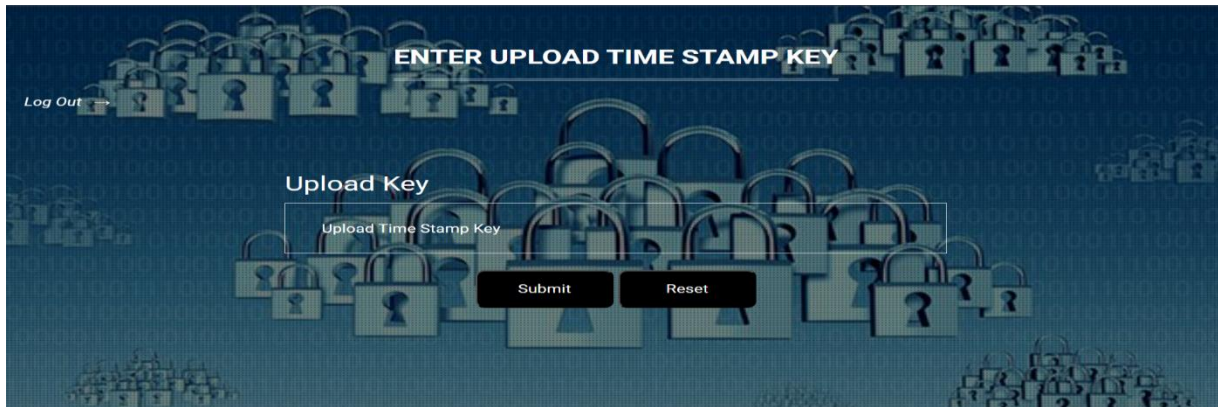 ENTER UPLOAD TIME STAMP KEY
Log Out →
Upload Key
Upload Time Stamp Key
Submit
Reset